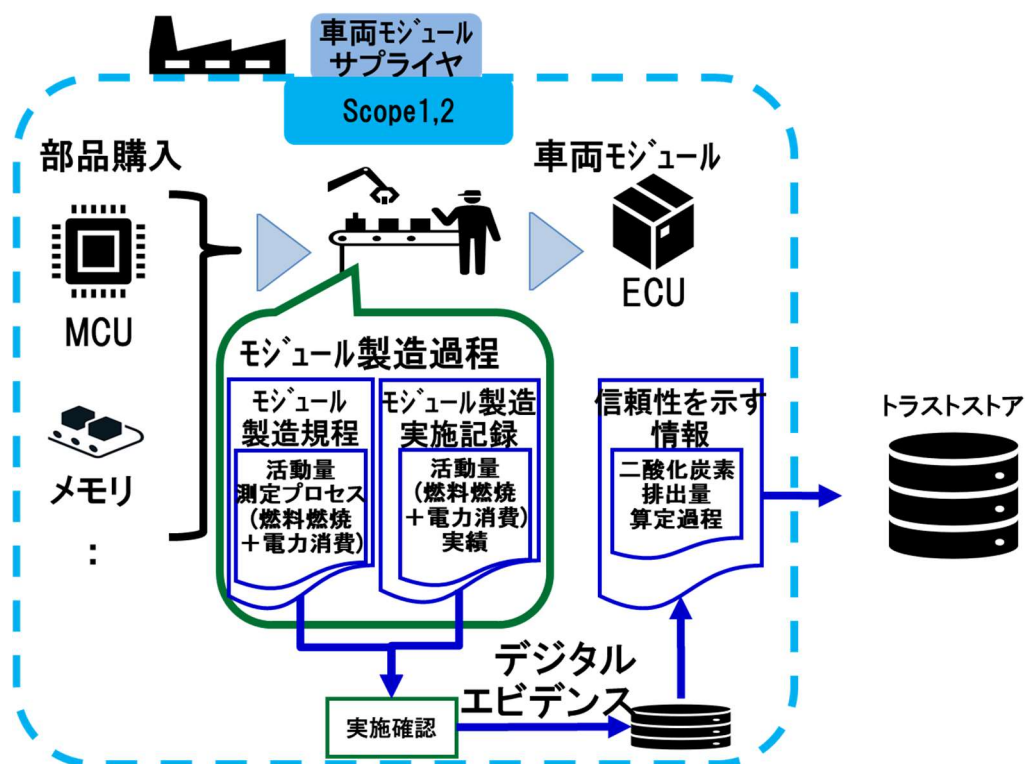 車両ﾓｼﾞｭｰﾙ
サプライヤ
Scope1,2
部品購入
MCU
メモリ
:
車両ﾓｼﾞｭｰﾙ
ECU
ﾓｼﾞｭｰﾙ製造過程
ﾓｼﾞｭｰﾙ
製造規程
活動量
測定プロセス
(燃料燃焼
＋電力消費)
ﾓｼﾞｭｰﾙ製造
実施記録
活動量
(燃料燃焼
＋電力消費)
実績
信頼性を示す
情報
二酸化炭素
排出量
算定過程
トラストストア
実施確認
デジタル
エビデンス